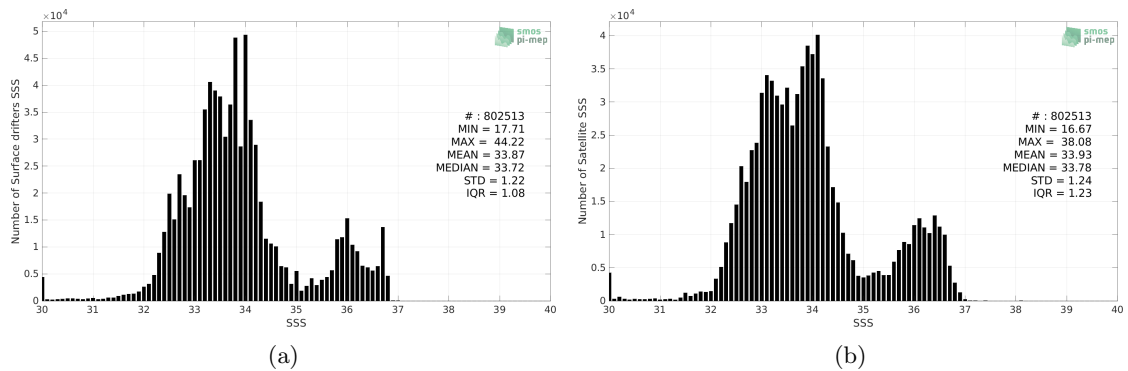 ×10⁴
5
4.5
4
3.5
3
2.5
2
1.5
1
0.5
0
Number of Surface drifters SSS
30 31 32 33 34 35 36 37 38 39 40
SSS
smos
pi-mep
# : 802513
MIN = 17.71
MAX = 44.22
MEAN = 33.87
MEDIAN = 33.72
STD = 1.22
IQR = 1.08
(a)
×10⁴
4
3.5
3
2.5
2
1.5
1
0.5
0
Number of Satellite SSS
30 31 32 33 34 35 36 37 38 39 40
SSS
smos
pi-mep
# : 802513
MIN = 16.67
MAX = 38.08
MEAN = 33.93
MEDIAN = 33.78
STD = 1.24
IQR = 1.23
(b)